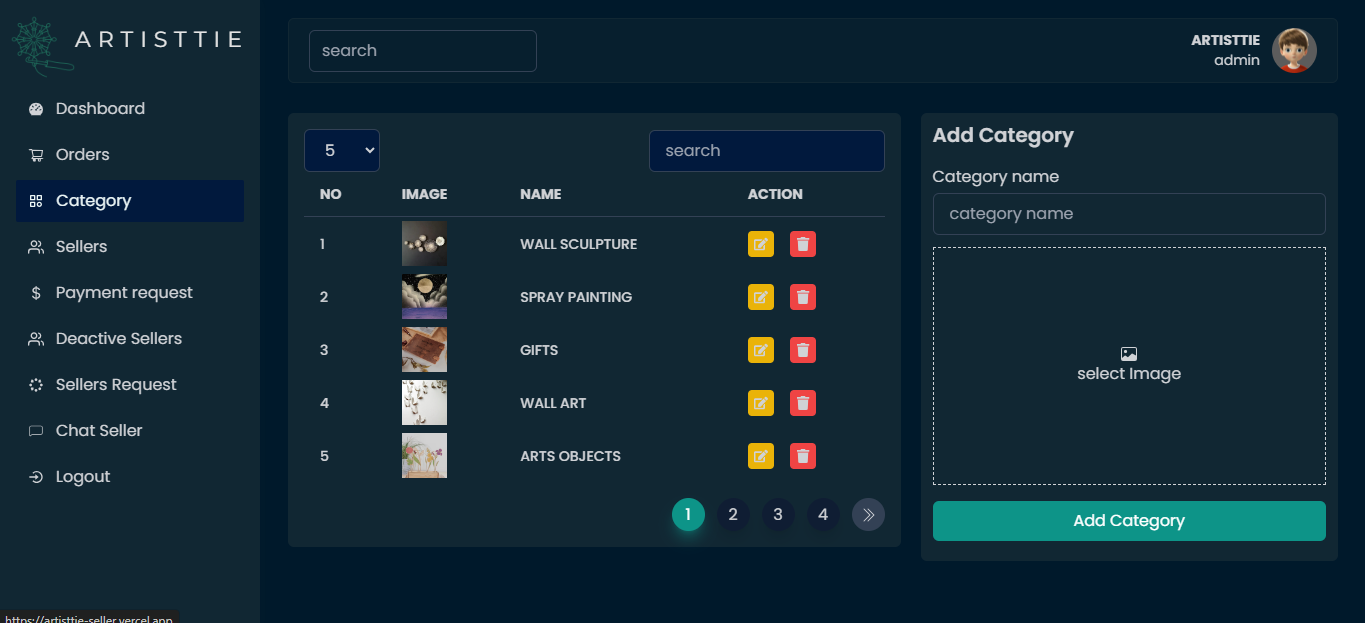 ARTISTTIE
Dashboard
Orders
Category
Sellers
$ Payment request
Deactive Sellers
Sellers Request
Chat Seller
Logout
https://artisttie-seller.vercel.app
search
ARTISTTIE
admin
5
search
NO IMAGE NAME ACTION
1 WALL SCULPTURE
2 SPRAY PAINTING
3 GIFTS
4 WALL ART
5 ARTS OBJECTS
1 2 3 4
Add Category
Category name
category name
select Image
Add Category